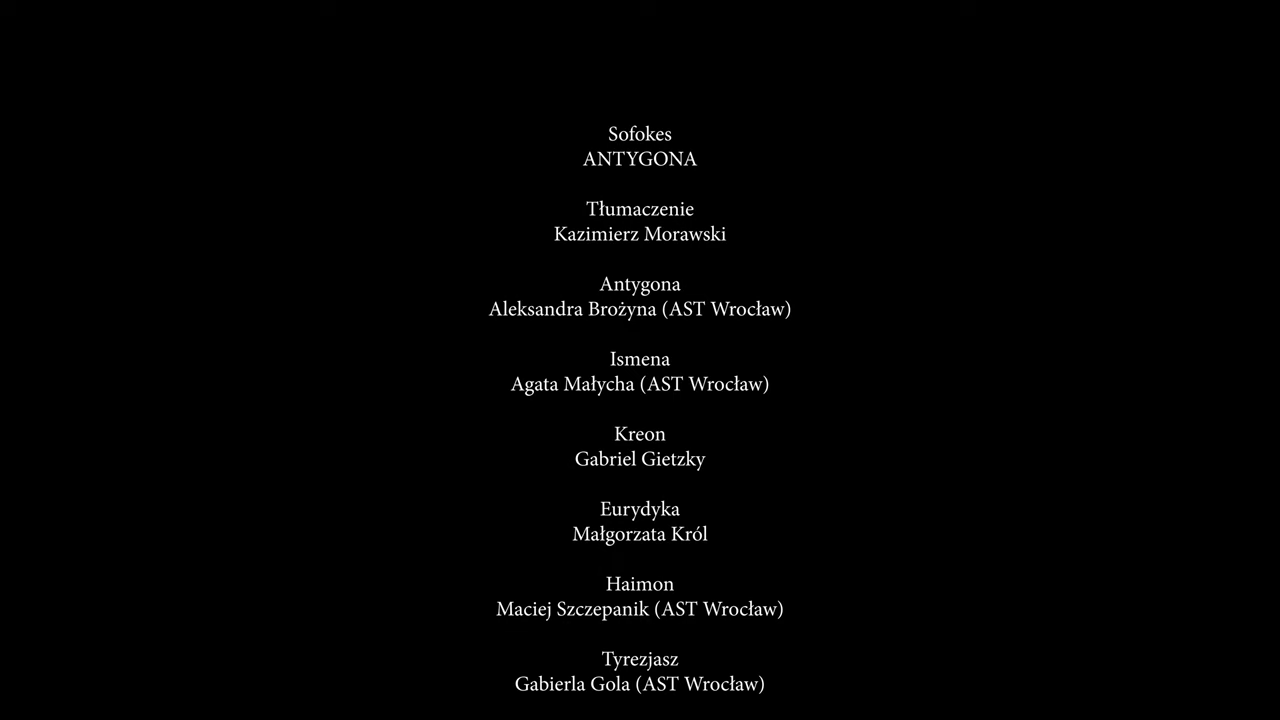 Sofokes
ANTYGONA
Tłumaczenie
Kazimierz Morawski
Antygona
Aleksandra Brożyna (AST Wrocław)
Ismena
Agata Małycha (AST Wrocław)
Kreon
Gabriel Gietzky
Eurydyka
Małgorzata Król
Haimon
Maciej Szczepanik (AST Wrocław)
Tyrezjasz
Gabierla Gola (AST Wrocław)